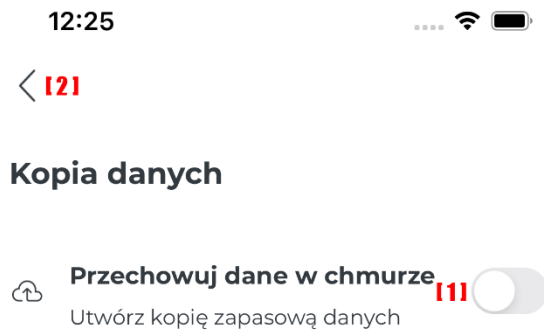 12:25
[2]
Kopia danych
Przechowuj dane w chmurze
[1]
Utwórz kopię zapasową danych